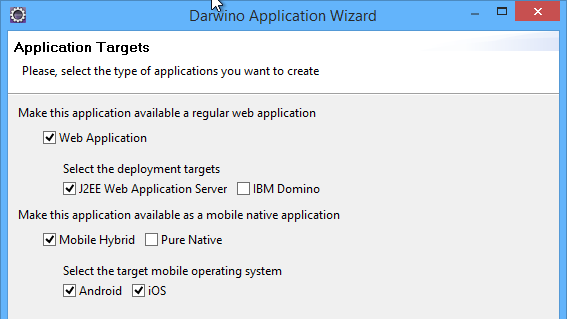 Darwino Application Wizard
Application Targets
Please, select the type of applications you want to create
Make this application available a regular web application
Web Application
Select the deployment targets
J2EE Web Application Server IBM Domino
Make this application available as a mobile native application
Mobile Hybrid Pure Native
Select the target mobile operating system
Android iOS